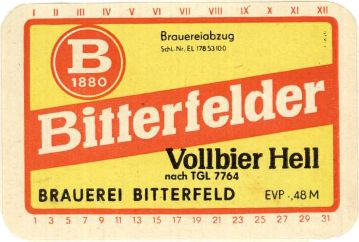 I II III IV V VI VII VIII IX X XI XII
B
1880
Brauereiabzug
Schl. Nr. EL 178 53100
Bitterfelder
Vollbier Hell
nach TGL 7764
BRAUEREI BITTERFELD EVP -,48 M
1 3 5 7 9 11 13 15 17 19 21 23 25 27 29 31